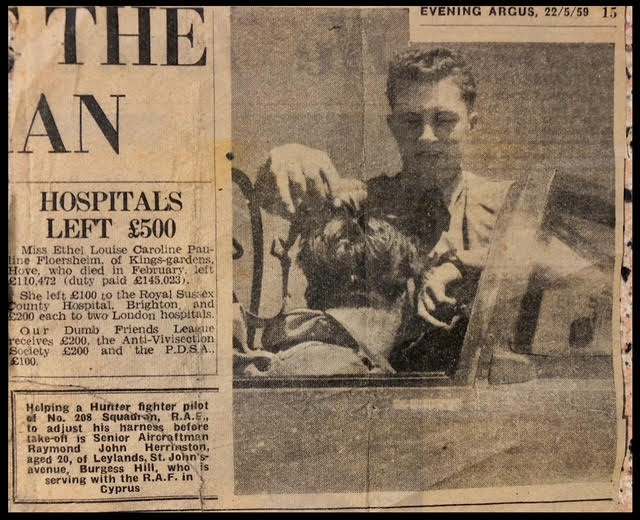 EVENING ARGUS, 22/5/59 15
THE
AN
HOSPITALS
LEFT £500
Miss Ethel Louise Caroline Pau-
line Floersheim, of Kings-gardens,
Hove, who died in February, left
£110,472 (duty paid £145,023).
She left £100 to the Royal Sussex
County Hospital, Brighton, and
£200 each to two London hospitals.
Our Dumb Friends League
receives £200, the Anti-Vivisection
Society £200 and the P.D.S.A.,
£100.
Helping a Hunter fighter pilot
of No. 208 Squadron, R.A.F.,
to adjust his harness before
take-off is Senior Aircraftman
Raymond John Herrington,
aged 20, of Leylands, St. John's-
avenue, Burgess Hill, who is
serving with the R.A.F. in
Cyprus